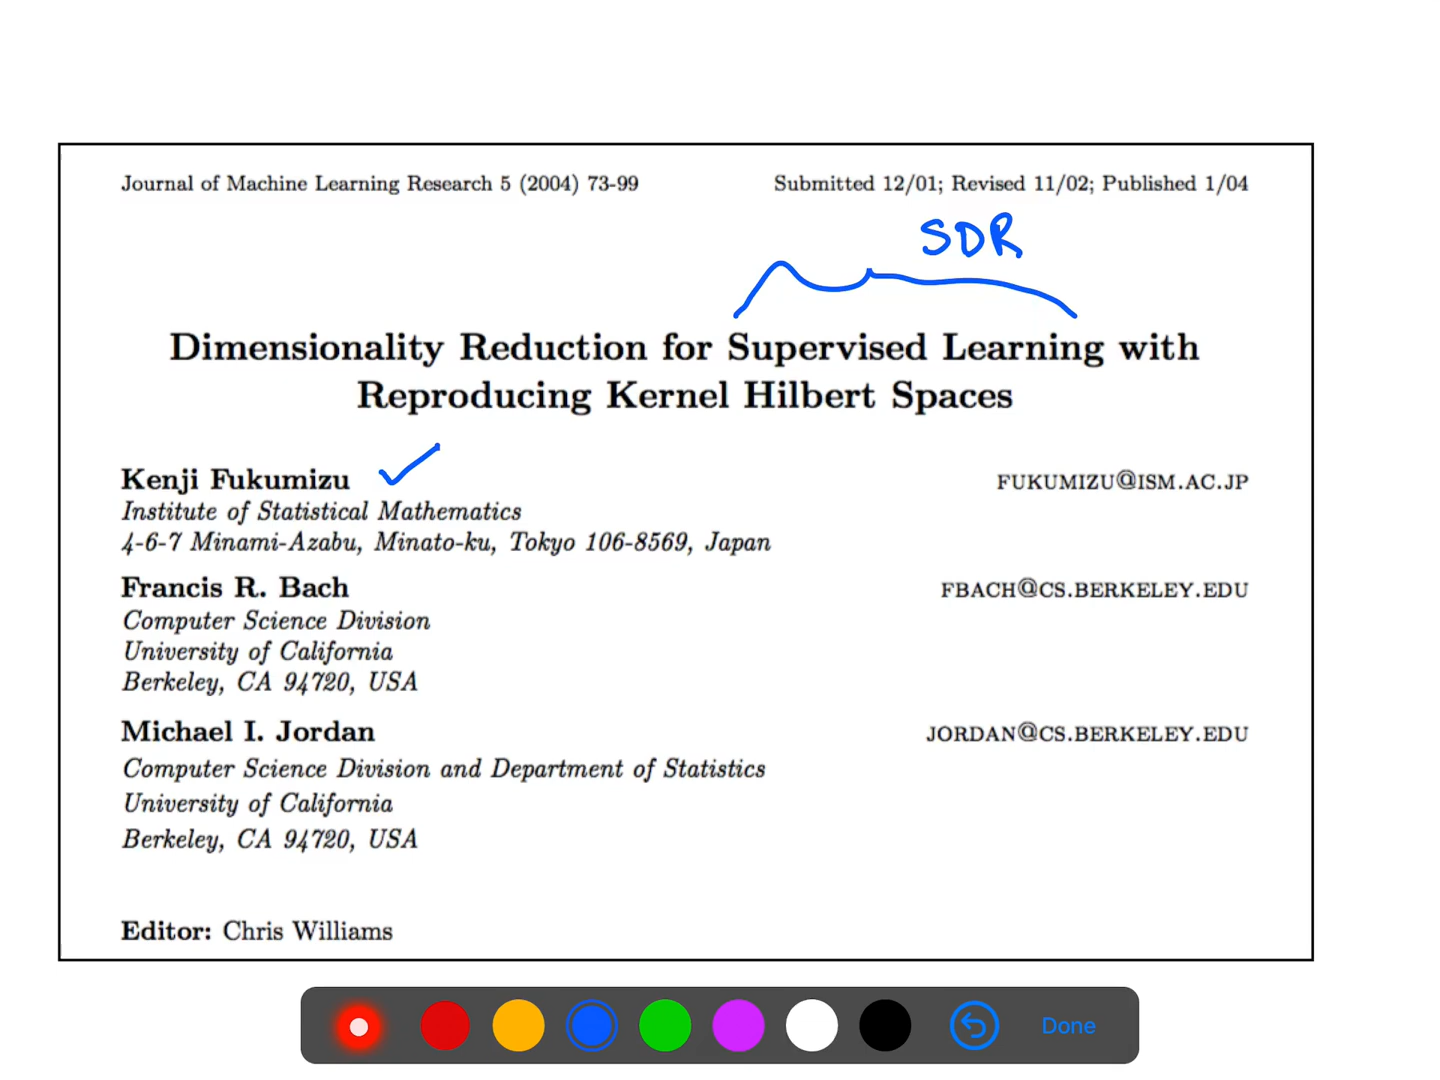 Journal of Machine Learning Research 5 (2004) 73-99 Submitted 12/01; Revised 11/02; Published 1/04
SDR
Dimensionality Reduction for Supervised Learning with
Reproducing Kernel Hilbert Spaces
Kenji Fukumizu FUKUMIZU@ISM.AC.JP
Institute of Statistical Mathematics
4-6-7 Minami-Azabu, Minato-ku, Tokyo 106-8569, Japan
Francis R. Bach FBACH@CS.BERKELEY.EDU
Computer Science Division
University of California
Berkeley, CA 94720, USA
Michael I. Jordan JORDAN@CS.BERKELEY.EDU
Computer Science Division and Department of Statistics
University of California
Berkeley, CA 94720, USA
Editor: Chris Williams
Done